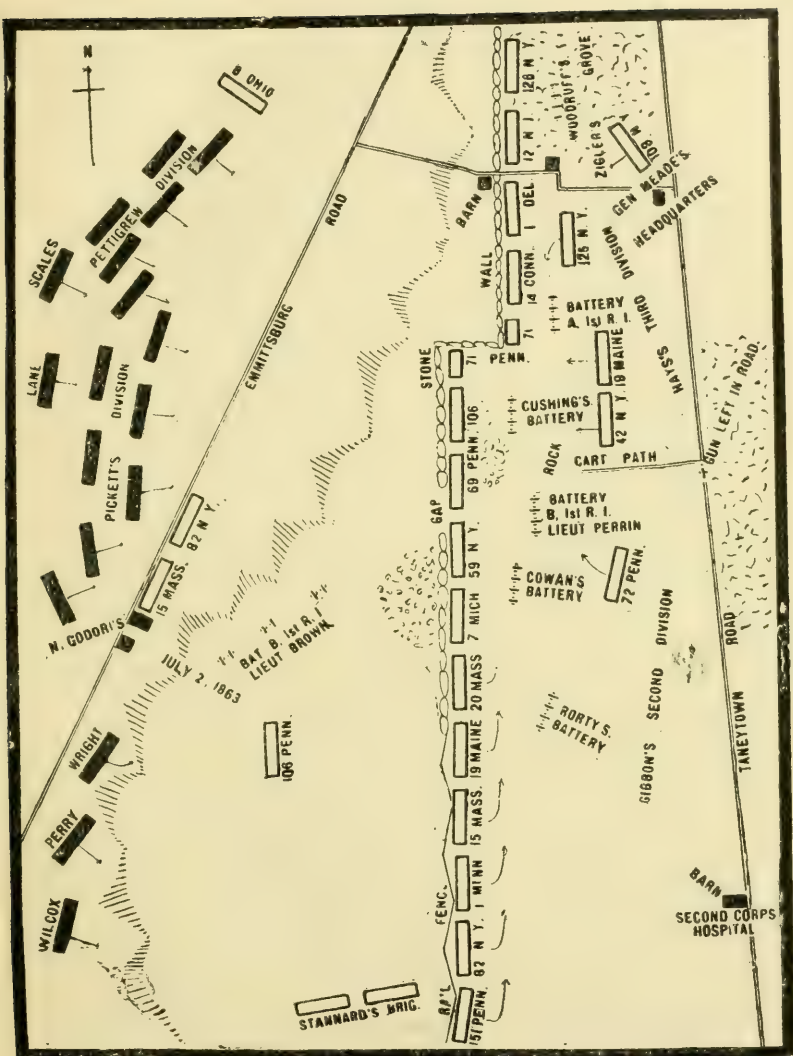 N
8 OHIO
DIVISION
PETTIGREW
SCALES
LANE
DIVISION
PICKETT'S
EMMITTSBURG
ROAD
82 N Y.
15 MASS.
N. CODORI'S
JULY 2, 1863
BAT B. 1st R. I.
LIEUT BROWN
106 PENN.
WRIGHT
PERRY
WILCOX
STANNARD'S BRIG.
126 N Y.
12 N J.
BARN
1 DEL
WALL
14 CONN.
71
STONE
71
PENN.
106
69 PENN.
GAP
59 N Y.
7 MICH
20 MASS
19 MAINE
15 MASS.
FENC.
1 MINN
82 N Y.
151 PENN.
WOODRUFF'S
GROVE
ZIGLER'S
108 N Y
GEN MEADE'S
HEADQUARTERS
125 N Y.
BATTERY
A. 1st R. I.
HAYS'S THIRD DIVISION
19 MAINE
CUSHING'S
BATTERY
42 N Y.
ROCK
CART PATH
GUN LEFT IN ROAD.
BATTERY
B, 1st R. I.
LIEUT PERRIN
COWAN'S
BATTERY
72 PENN.
RORTY S.
BATTERY
GIBBON'S SECOND DIVISION
TANEYTOWN ROAD
BARN
SECOND CORPS
HOSPITAL